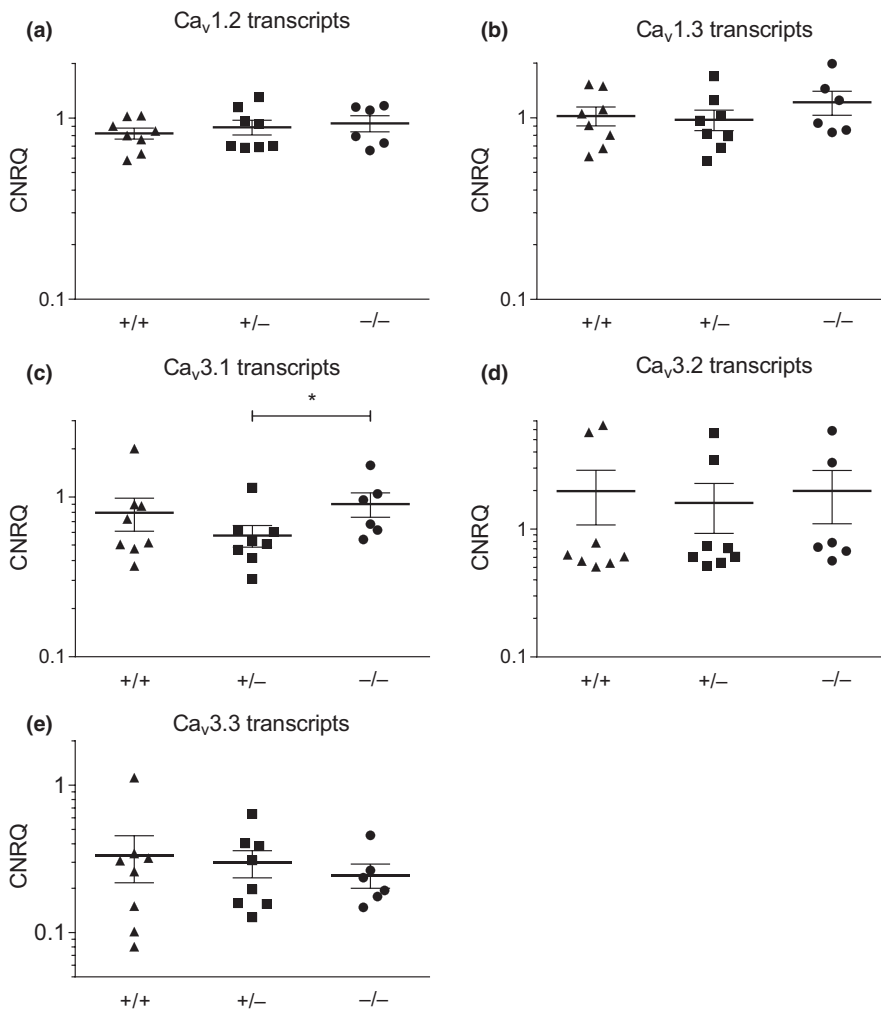 (a) Caᵥ1.2 transcripts
CNRQ
1
0.1
+/+ +/– –/–
(b) Caᵥ1.3 transcripts
CNRQ
1
0.1
+/+ +/– –/–
(c) Caᵥ3.1 transcripts
*
CNRQ
1
0.1
+/+ +/– –/–
(d) Caᵥ3.2 transcripts
CNRQ
1
0.1
+/+ +/– –/–
(e) Caᵥ3.3 transcripts
CNRQ
1
0.1
+/+ +/– –/–